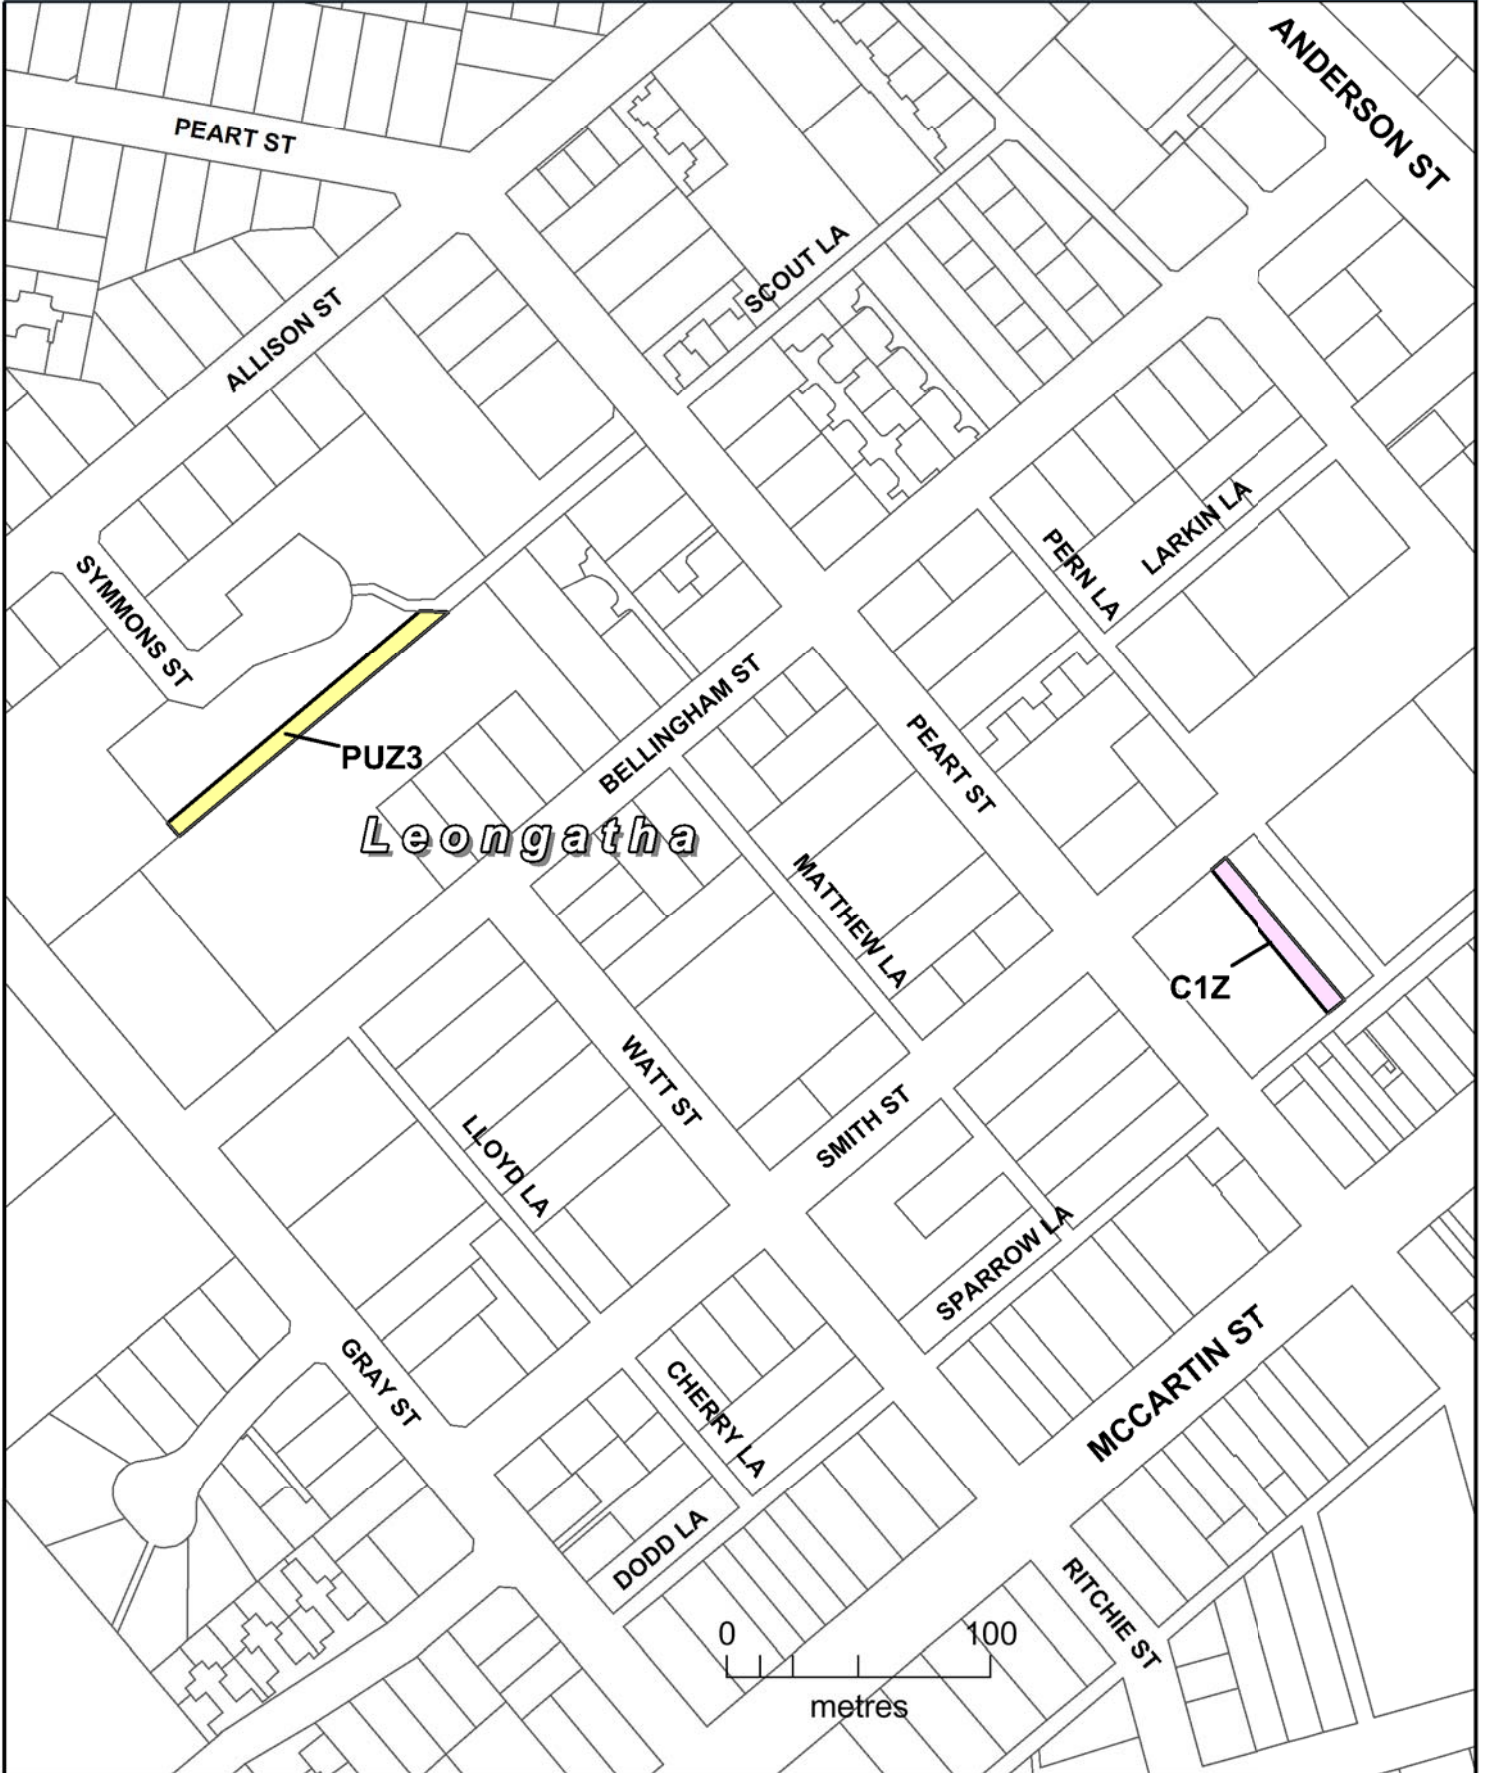 ANDERSON ST
PEART ST
SCOUT LA
ALLISON ST
LARKIN LA
PERN LA
SYMMONS ST
BELLINGHAM ST
PEART ST
PUZ3
Leongatha
MATTHEW LA
C1Z
WATT ST
SMITH ST
LLOYD LA
SPARROW LA
MCCARTIN ST
GRAY ST
CHERRY LA
DODD LA
RITCHIE ST
0 100
metres